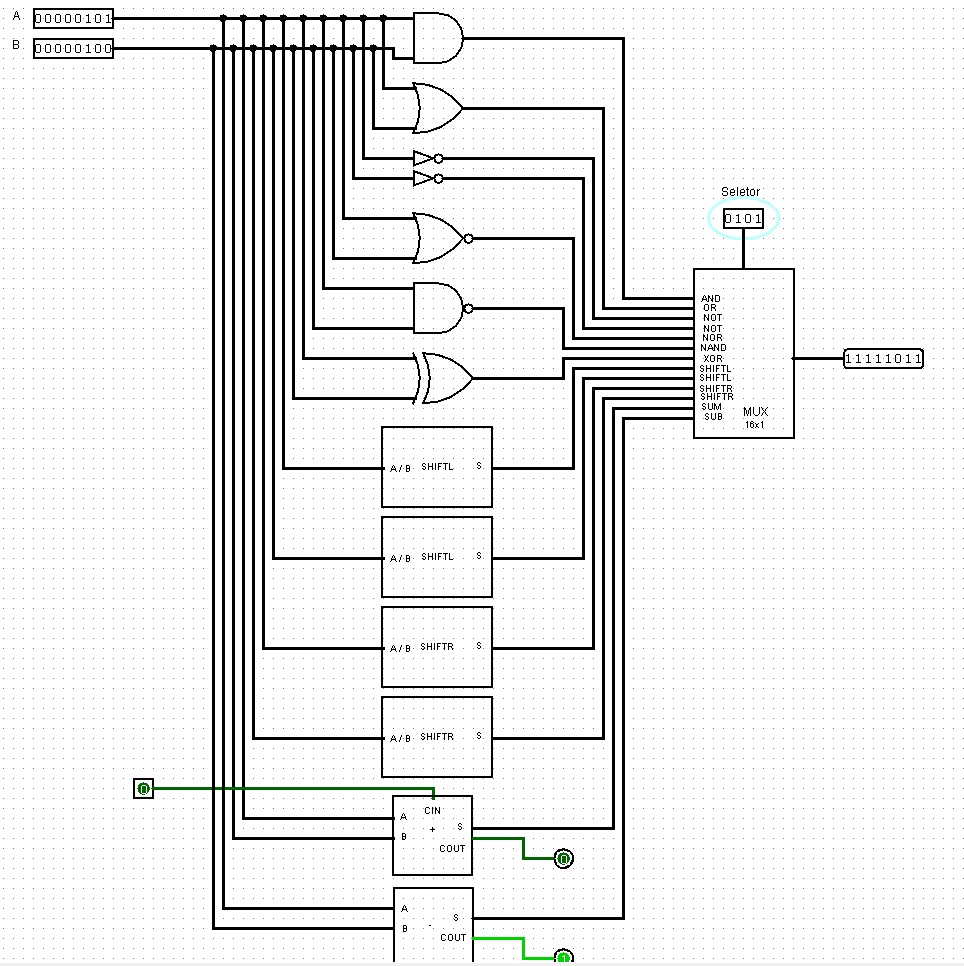 A 00000101
B 00000100
Seletor
0101
AND
OR
NOT
NOT
NOR
NAND
XOR
SHIFTL
SHIFTL
SHIFTR
SHIFTR
SUM
SUB
MUX
16x1
11111011
A / B SHIFTL S
A / B SHIFTL S
A / B SHIFTR S
A / B SHIFTR S
0
CIN
A + S
B
COUT
0
A
S
B -
COUT
1